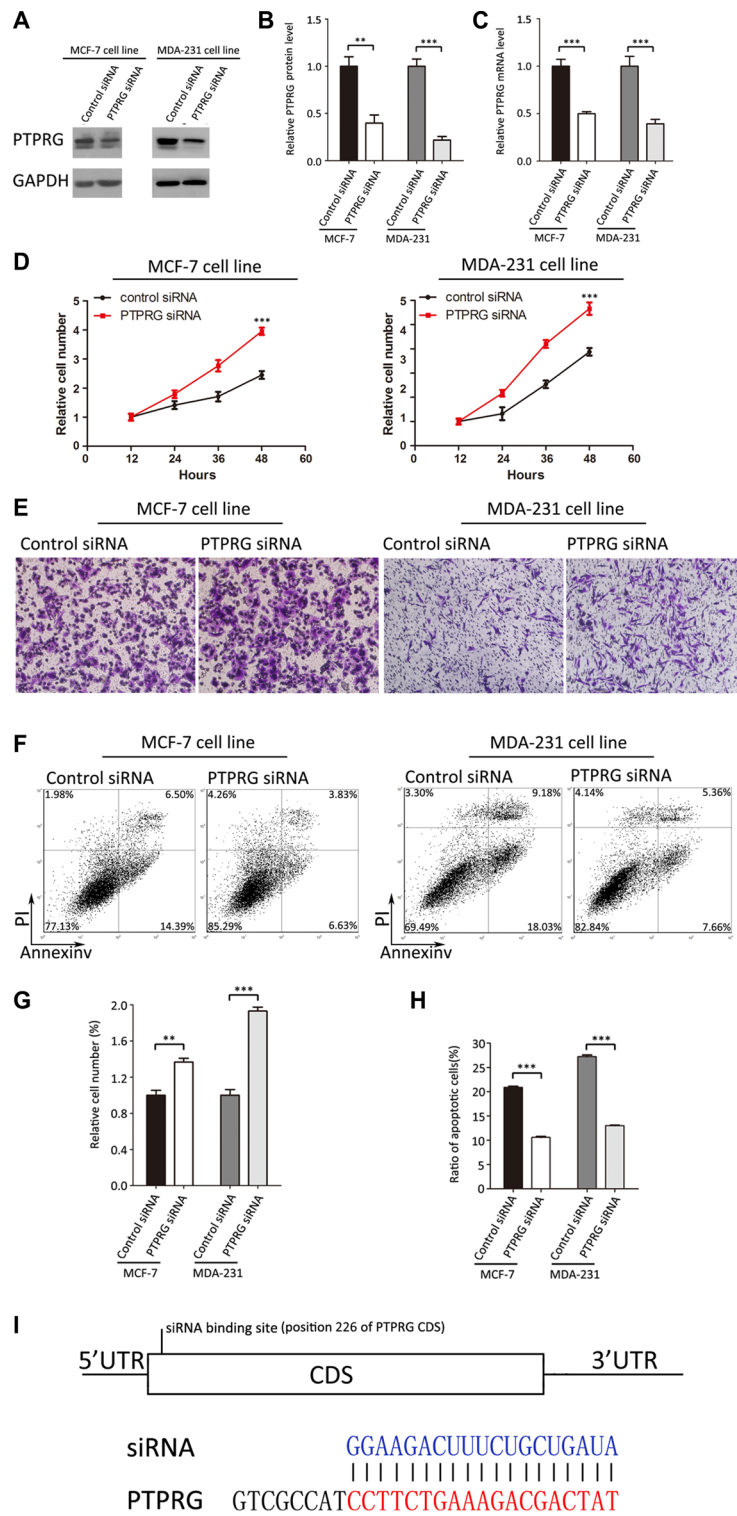 A
MCF-7 cell line
MDA-231 cell line
Control siRNA
PTPRG siRNA
Control siRNA
PTPRG siRNA
PTPRG
GAPDH
B
Relative PTPRG protein level
1.5
1.0
0.5
0.0
**
***
Control siRNA
PTPRG siRNA
Control siRNA
PTPRG siRNA
MCF-7
MDA-231
C
Relative PTPRG mRNA level
1.5
1.0
0.5
0.0
***
***
Control siRNA
PTPRG siRNA
Control siRNA
PTPRG siRNA
MCF-7
MDA-231
D
MCF-7 cell line
Relative cell number
5
4
3
2
1
0
control siRNA
PTPRG siRNA
***
0 12 24 36 48 60
Hours
MDA-231 cell line
Relative cell number
5
4
3
2
1
0
control siRNA
PTPRG siRNA
***
0 12 24 36 48 60
Hours
E
MCF-7 cell line
MDA-231 cell line
Control siRNA
PTPRG siRNA
Control siRNA
PTPRG siRNA
F
MCF-7 cell line
MDA-231 cell line
Control siRNA
PTPRG siRNA
Control siRNA
PTPRG siRNA
1.98% 6.50%
77.13% 14.39%
4.26% 3.83%
85.29% 6.63%
3.30% 9.18%
69.49% 18.03%
4.14% 5.36%
82.84% 7.66%
PI
Annexinv
PI
Annexinv
G
Relative cell number (%)
2.0
1.6
1.2
0.8
0.4
0.0
**
***
Control siRNA
PTPRG siRNA
Control siRNA
PTPRG siRNA
MCF-7
MDA-231
H
Ratio of apoptotic cells(%)
30
25
20
15
10
5
0
***
***
Control siRNA
PTPRG siRNA
Control siRNA
PTPRG siRNA
MCF-7
MDA-231
I
siRNA binding site (position 226 of PTPRG CDS)
5'UTR
CDS
3'UTR
siRNA GGAAGACUUUCUGCUGAUA
PTPRG GTCGCCATCCTTCTGAAAGACGACTAT